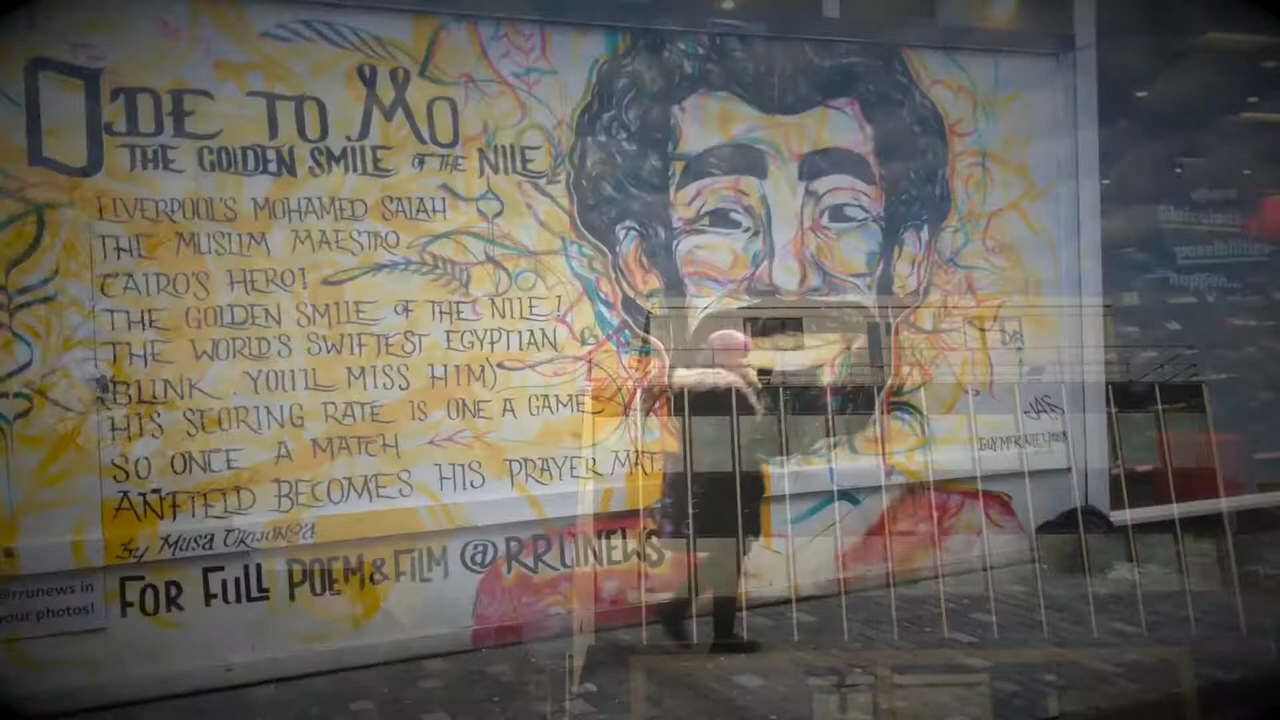 ODE TO MO
THE GOLDEN SMILE OF THE NILE
LIVERPOOL'S MOHAMED SALAH
THE MUSLIM MAESTRO
CAIRO'S HERO!
THE GOLDEN SMILE OF THE NILE!
THE WORLD'S SWIFTEST EGYPTIAN
(BLINK. YOU'LL MISS HIM)
HIS SCORING RATE IS ONE A GAME
SO ONCE A MATCH
ANFIELD BECOMES HIS PRAYER MAT.
By MUSA OKWONGA
FOR FULL POEM & FILM @RRUNEWS
@rrunews in
your photos!
possibilities
happen...